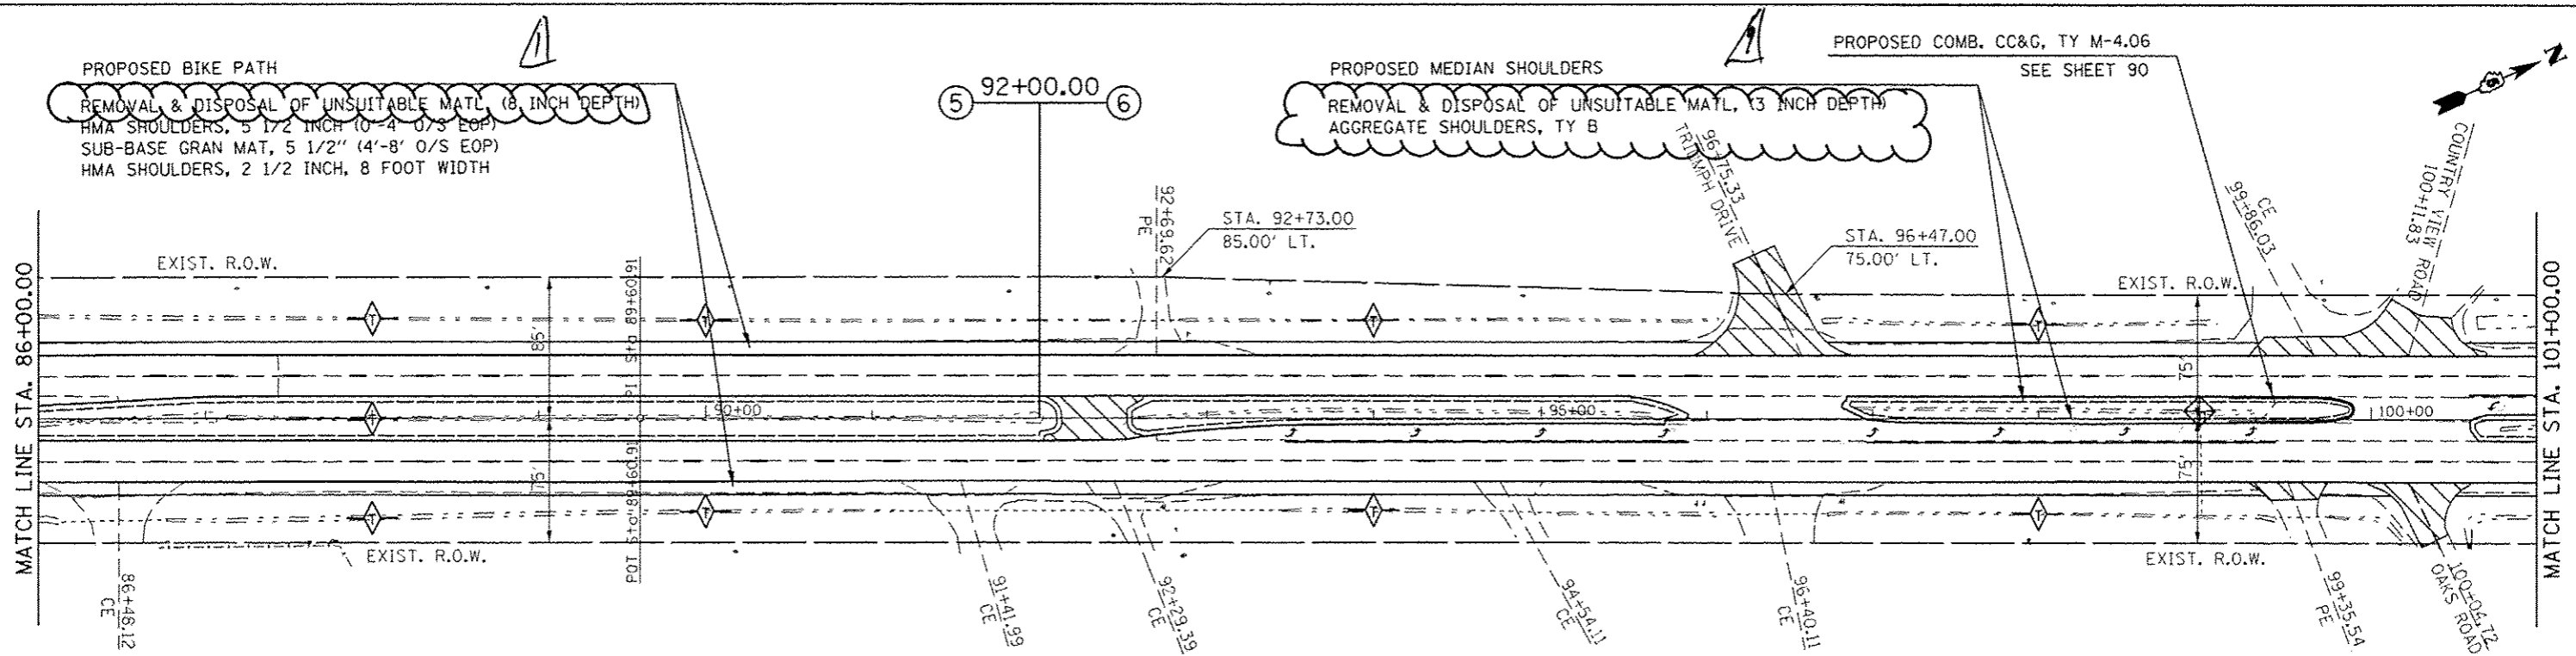 PROPOSED BIKE PATH
REMOVAL & DISPOSAL OF UNSUITABLE MATL, (8 INCH DEPTH)
HMA SHOULDERS, 5 1/2 INCH (0'-4' O/S EOP)
SUB-BASE GRAN MAT, 5 1/2'' (4'-8' O/S EOP)
HMA SHOULDERS, 2 1/2 INCH, 8 FOOT WIDTH
1
5
92+00.00
6
PROPOSED MEDIAN SHOULDERS
REMOVAL & DISPOSAL OF UNSUITABLE MATL, (3 INCH DEPTH)
AGGREGATE SHOULDERS, TY B
PROPOSED COMB. CC&G, TY M-4.06
SEE SHEET 90
N
MATCH LINE STA. 86+00.00
EXIST. R.O.W.
85'
PI Sta 89+60.91
92+69.62
PE
STA. 92+73.00
85.00' LT.
96+75.33
TRIUMPH DRIVE
STA. 96+47.00
75.00' LT.
EXIST. R.O.W.
CE
99+86.03
COUNTRY VIEW ROAD
100+11.83
75'
90+00
95+00
100+00
75'
POT Sta 89+60.91
75'
EXIST. R.O.W.
EXIST. R.O.W.
86+48.12
CE
91+41.99
CE
92+29.39
CE
94+54.11
CE
96+40.11
CE
99+35.54
PE
100+04.72
OAKS ROAD
MATCH LINE STA. 101+00.00